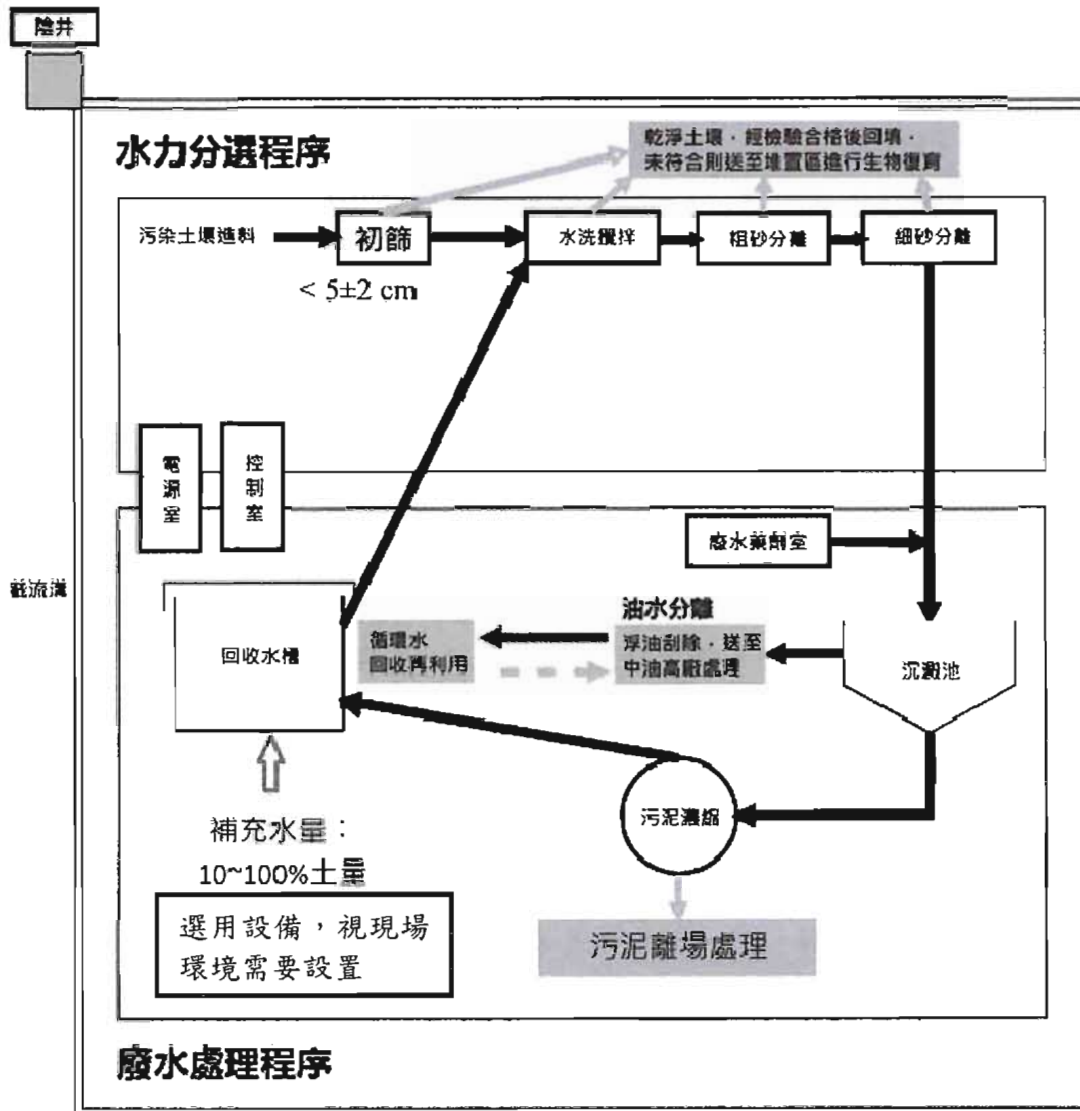 陰井
水力分選程序
乾淨土壤，經檢驗合格後回填，
未符合則送至堆置區進行生物復育
污染土壤進料
初篩
水洗攪拌
粗砂分離
細砂分離
< 5±2 cm
電源室
控制室
廢水藥劑室
截流溝
油水分離
回收水槽
循環水
回收再利用
浮油刮除，送至
中油高廠處理
沉澱池
污泥濃縮
補充水量：
10~100%土量
選用設備，視現場
環境需要設置
污泥離場處理
廢水處理程序